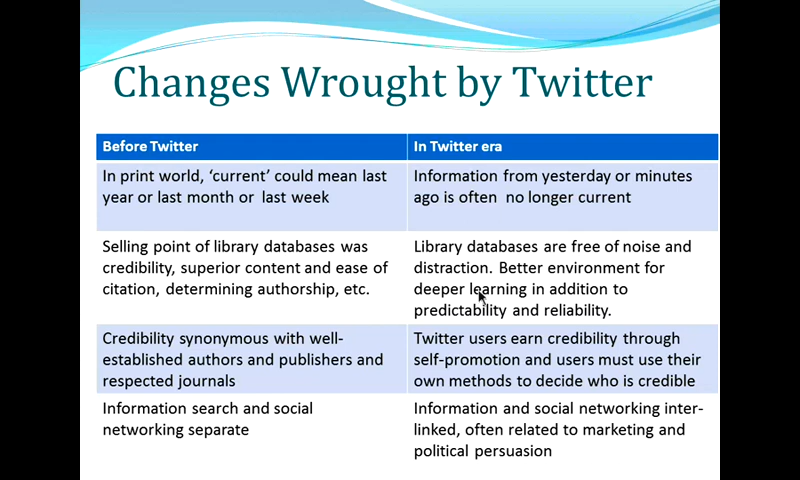 Changes Wrought by Twitter
Before Twitter
In Twitter era
In print world, ‘current’ could mean last
year or last month or last week
Information from yesterday or minutes
ago is often no longer current
Selling point of library databases was
credibility, superior content and ease of
citation, determining authorship, etc.
Library databases are free of noise and
distraction. Better environment for
deeper learning in addition to
predictability and reliability.
Credibility synonymous with well-
established authors and publishers and
respected journals
Twitter users earn credibility through
self-promotion and users must use their
own methods to decide who is credible
Information search and social
networking separate
Information and social networking inter-
linked, often related to marketing and
political persuasion